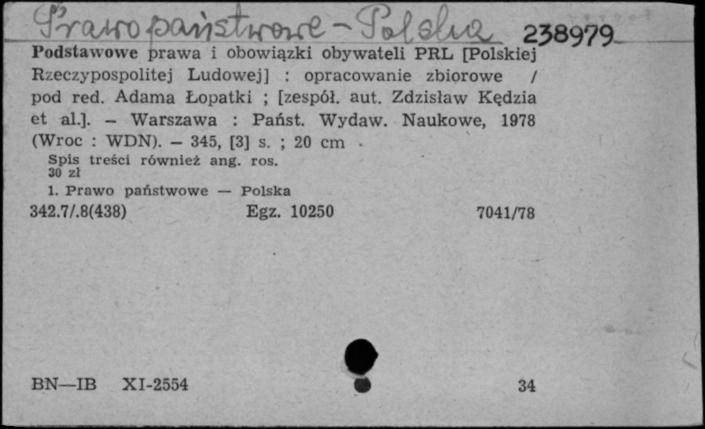 Prawo państwowe – Polska 238979
Podstawowe prawa i obowiązki obywateli PRL [Polskiej
Rzeczypospolitej Ludowej] : opracowanie zbiorowe /
pod red. Adama Łopatki ; [zespół. aut. Zdzisław Kędzia
et al.]. — Warszawa : Państ. Wydaw. Naukowe, 1978
(Wroc : WDN). — 345, [3] s. ; 20 cm
Spis treści również ang. ros.
30 zł
1. Prawo państwowe — Polska
342.7/.8(438) Egz. 10250 7041/78
BN—IB XI-2554 34